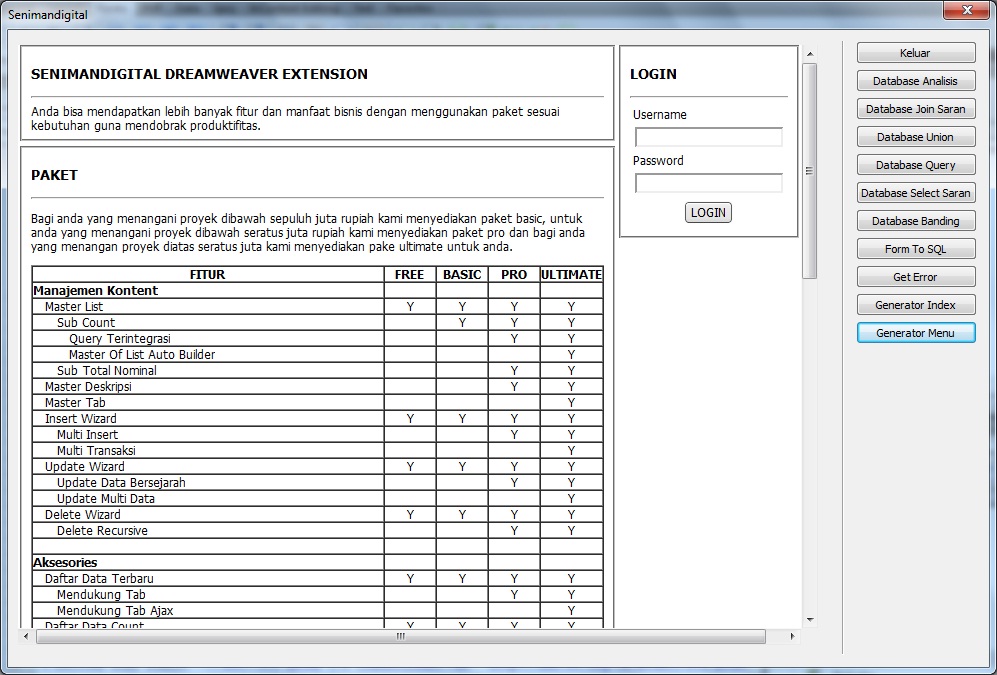 Senimandigital
SENIMANDIGITAL DREAMWEAVER EXTENSION
Anda bisa mendapatkan lebih banyak fitur dan manfaat bisnis dengan menggunakan paket sesuai
kebutuhan guna mendobrak produktifitas.
PAKET
Bagi anda yang menangani proyek dibawah sepuluh juta rupiah kami menyediakan paket basic, untuk
anda yang menangani proyek dibawah seratus juta rupiah kami menyediakan paket pro dan bagi anda
yang menangan proyek diatas seratus juta kami menyediakan pake ultimate untuk anda.
FITUR FREE BASIC PRO ULTIMATE
Manajemen Kontent
Master List Y Y Y Y
Sub Count Y Y Y
Query Terintegrasi Y Y
Master Of List Auto Builder Y
Sub Total Nominal Y Y
Master Deskripsi Y Y
Master Tab Y
Insert Wizard Y Y Y Y
Multi Insert Y Y
Multi Transaksi Y
Update Wizard Y Y Y Y
Update Data Bersejarah Y Y
Update Multi Data Y
Delete Wizard Y Y Y Y
Delete Recursive Y Y
Aksesories
Daftar Data Terbaru Y Y Y Y
Mendukung Tab Y Y
Mendukung Tab Ajax Y
Daftar Data Count Y Y Y Y
LOGIN
Username
Password
LOGIN
Keluar
Database Analisis
Database Join Saran
Database Union
Database Query
Database Select Saran
Database Banding
Form To SQL
Get Error
Generator Index
Generator Menu